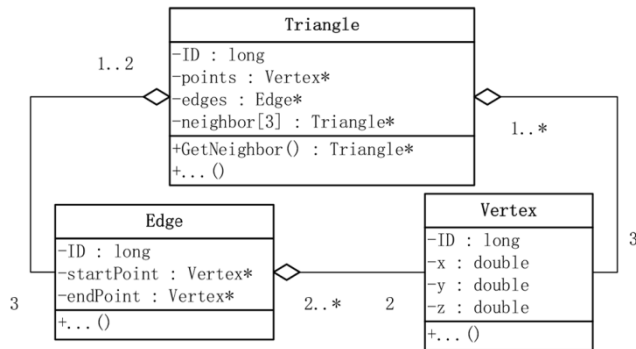 Triangle
-ID : long
-points : Vertex*
-edges : Edge*
-neighbor[3] : Triangle*
+GetNeighbor() : Triangle*
+...()
1..2
1..*
Edge
-ID : long
-startPoint : Vertex*
-endPoint : Vertex*
+...()
3
2..*
2
Vertex
-ID : long
-x : double
-y : double
-z : double
+...()
3